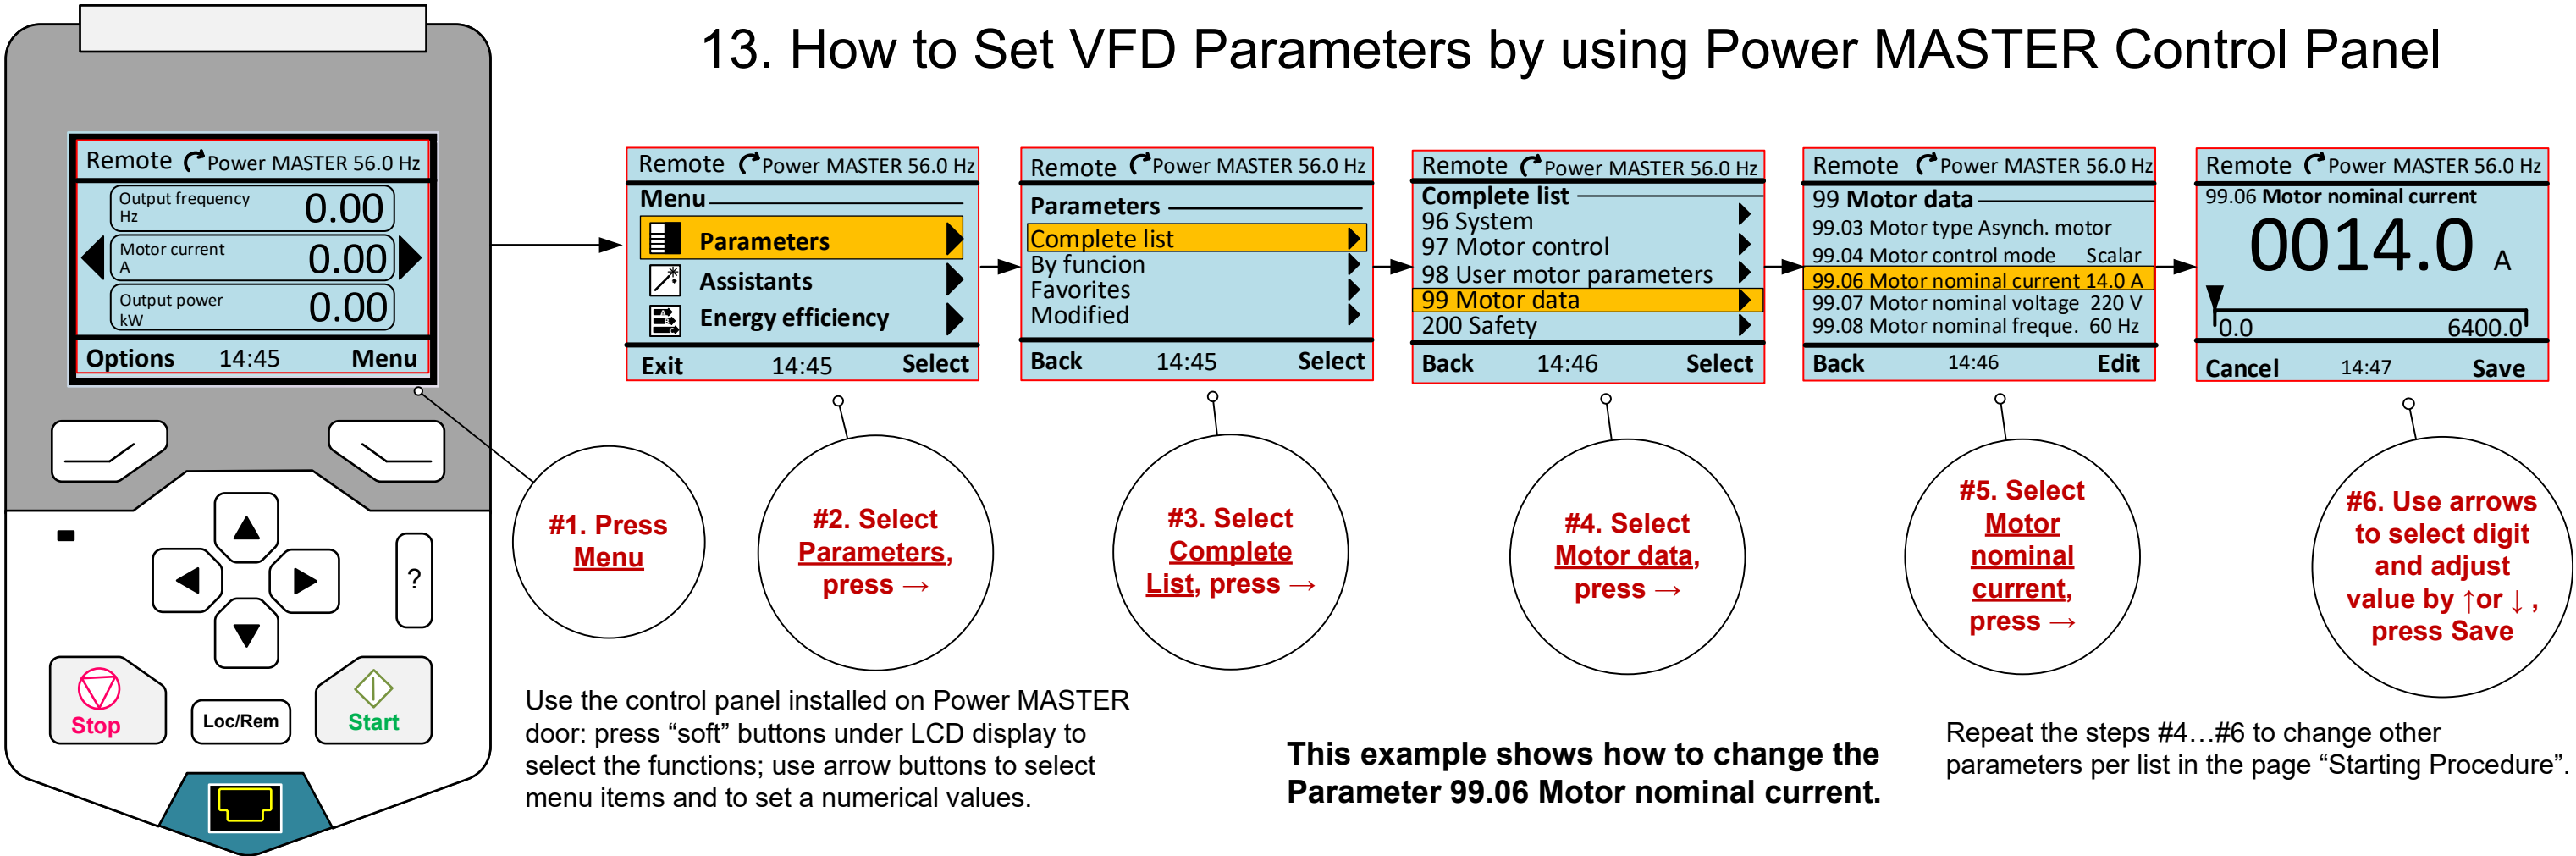 13. How to Set VFD Parameters by using Power MASTER Control Panel
Remote Power MASTER 56.0 Hz
Output frequency
Hz
0.00
Motor current
A
0.00
Output power
kW
0.00
Options 14:45 Menu
?
Stop
Loc/Rem
Start
Remote Power MASTER 56.0 Hz
Menu
Parameters
Assistants
Energy efficiency
Exit 14:45 Select
Remote Power MASTER 56.0 Hz
Parameters
Complete list
By funcion
Favorites
Modified
Back 14:45 Select
Remote Power MASTER 56.0 Hz
Complete list
96 System
97 Motor control
98 User motor parameters
99 Motor data
200 Safety
Back 14:46 Select
Remote Power MASTER 56.0 Hz
99 Motor data
99.03 Motor type Asynch. motor
99.04 Motor control mode Scalar
99.06 Motor nominal current 14.0 A
99.07 Motor nominal voltage 220 V
99.08 Motor nominal freque. 60 Hz
Back 14:46 Edit
Remote Power MASTER 56.0 Hz
99.06 Motor nominal current
0014.0 A
0.0 6400.0
Cancel 14:47 Save
#1. Press
Menu
#2. Select
Parameters,
press →
#3. Select
Complete
List, press →
#4. Select
Motor data,
press →
#5. Select
Motor
nominal
current,
press →
#6. Use arrows
to select digit
and adjust
value by ↑or ↓ ,
press Save
Use the control panel installed on Power MASTER
door: press “soft” buttons under LCD display to
select the functions; use arrow buttons to select
menu items and to set a numerical values.
This example shows how to change the
Parameter 99.06 Motor nominal current.
Repeat the steps #4…#6 to change other
parameters per list in the page “Starting Procedure”.